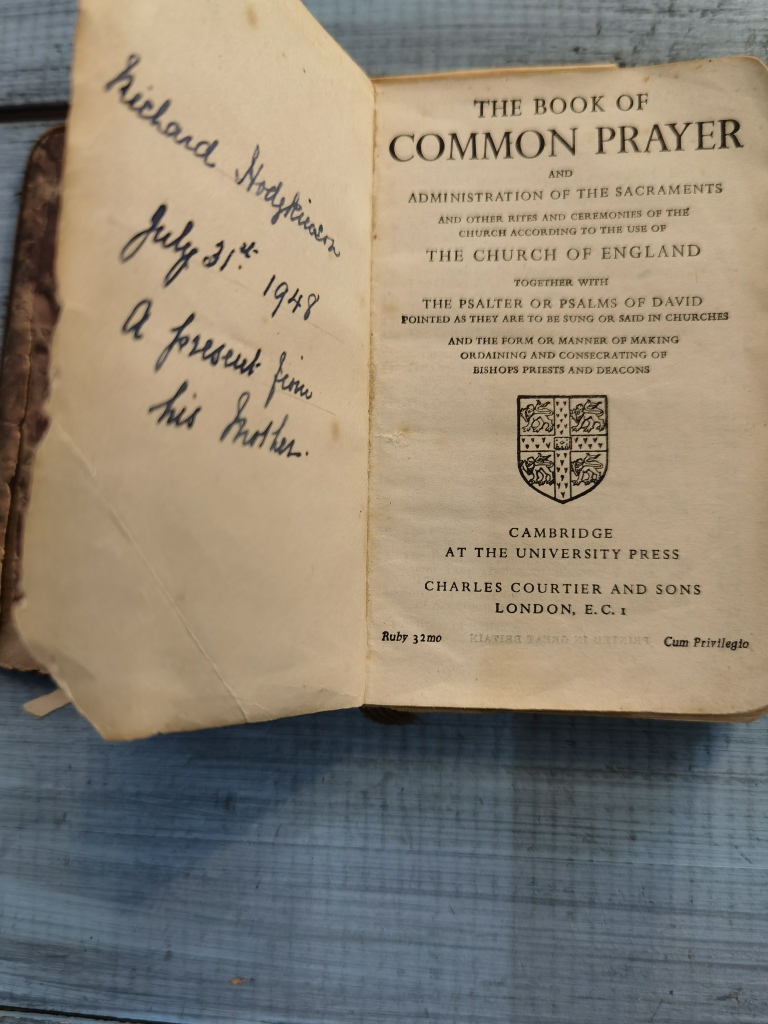 Richard Hodgkinson
July 31st 1948
A present from
his Mother.
THE BOOK OF
COMMON PRAYER
AND
ADMINISTRATION OF THE SACRAMENTS
AND OTHER RITES AND CEREMONIES OF THE
CHURCH ACCORDING TO THE USE OF
THE CHURCH OF ENGLAND
TOGETHER WITH
THE PSALTER OR PSALMS OF DAVID
POINTED AS THEY ARE TO BE SUNG OR SAID IN CHURCHES
AND THE FORM OR MANNER OF MAKING
ORDAINING AND CONSECRATING OF
BISHOPS PRIESTS AND DEACONS
CAMBRIDGE
AT THE UNIVERSITY PRESS
CHARLES COURTIER AND SONS
LONDON, E.C. 1
Ruby 32mo PRINTED IN GREAT BRITAIN Cum Privilegio